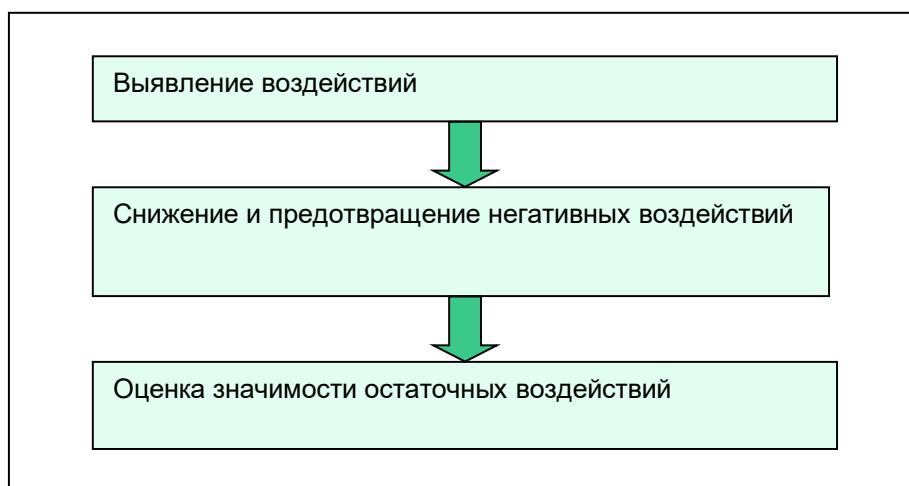 Выявление воздействий
Снижение и предотвращение негативных воздействий
Оценка значимости остаточных воздействий